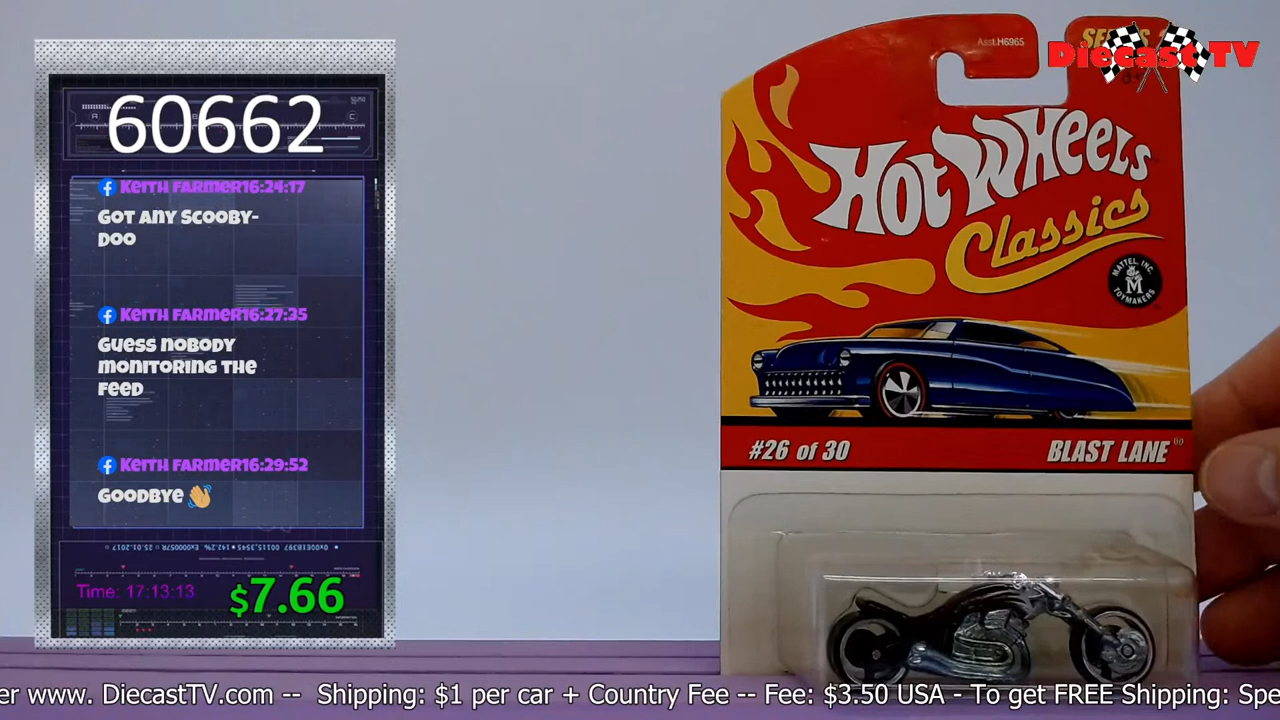 60662
Keith Farmer16:24:17
Got any Scooby-
Doo
Keith Farmer16:27:35
Guess nobody
monitoring the
feed
Keith Farmer16:29:52
Goodbye 👋
Time: 17:13:13
$7.66
Asst.H6965
Diecast TV
Hot Wheels
Classics
MATTEL, INC.
M
TOYMAKERS
#26 of 30
BLAST LANE
er www. DiecastTV.com -- Shipping: $1 per car + Country Fee -- Fee: $3.50 USA - To get FREE Shipping: Spe